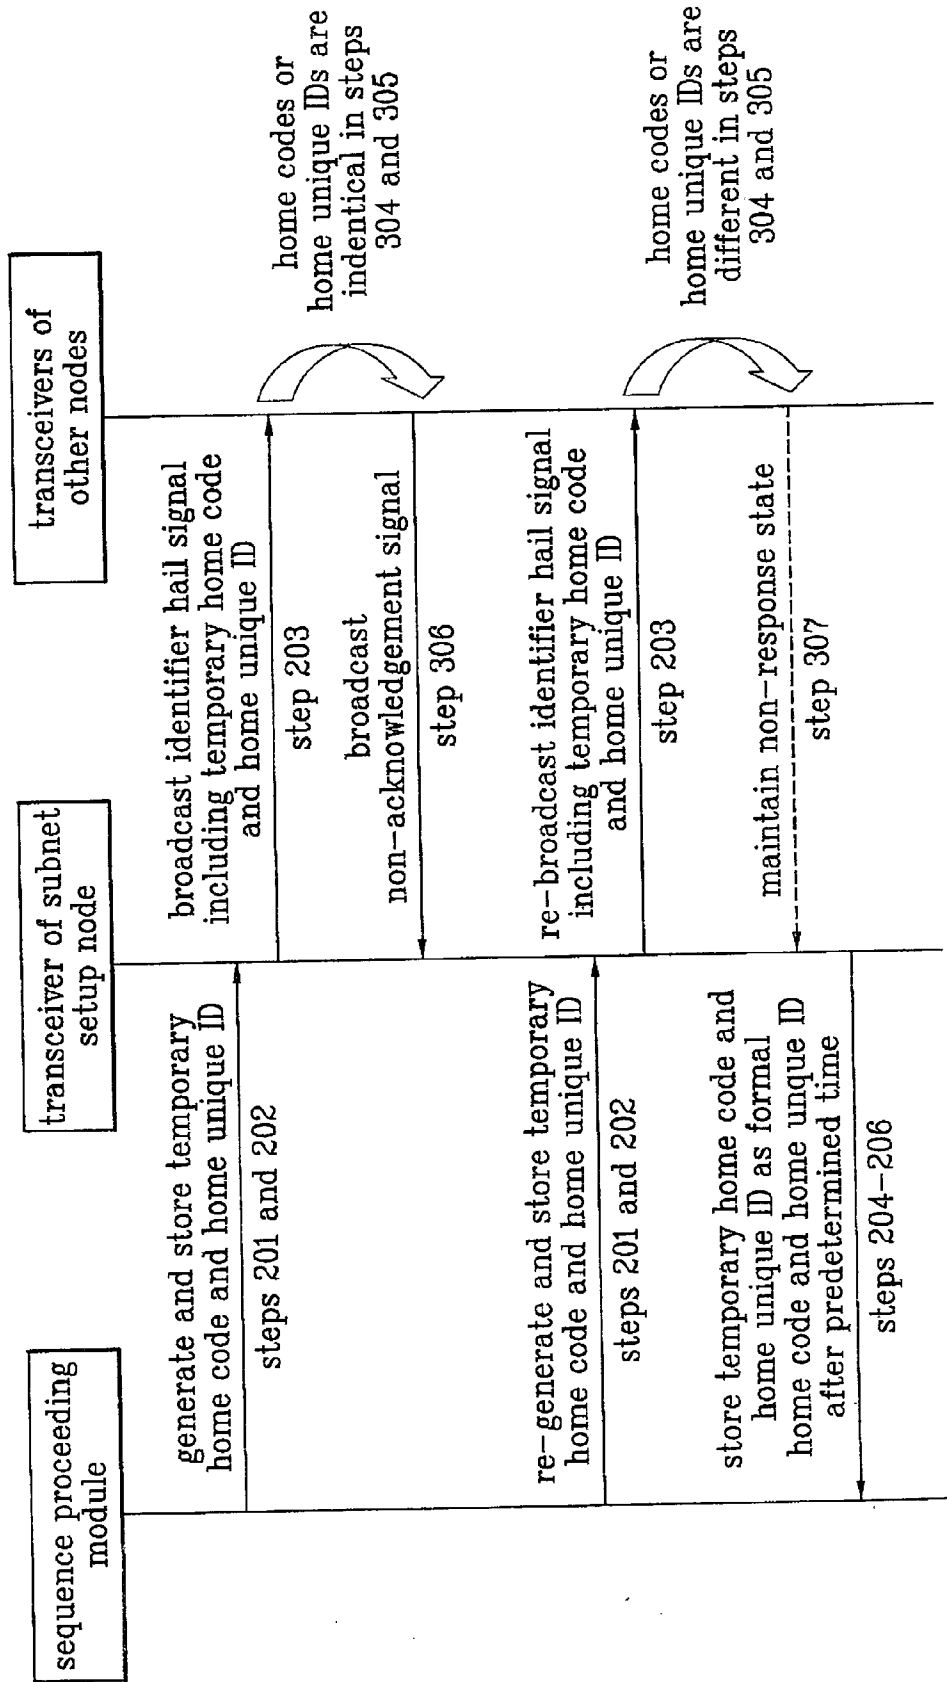 sequence proceeding
module
transceiver of subnet
setup node
transceivers of
other nodes
generate and store temporary
home code and home unique ID
steps 201 and 202
broadcast identifier hail signal
including temporary home code
and home unique ID
step 203
home codes or
home unique IDs are
indentical in steps
304 and 305
broadcast
non-acknowledgement signal
step 306
re-generate and store temporary
home code and home unique ID
steps 201 and 202
re-broadcast identifier hail signal
including temporary home code
and home unique ID
step 203
home codes or
home unique IDs are
different in steps
304 and 305
maintain non-response state
step 307
store temporary home code and
home unique ID as formal
home code and home unque ID
after predetermined time
steps 204-206